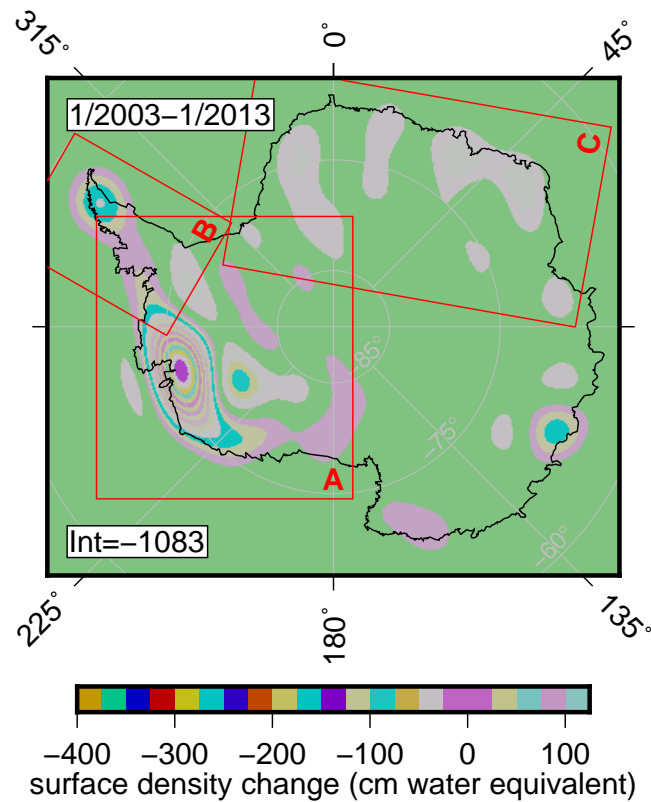 315° 0° 45°
1/2003−1/2013
C
B
−85°
−75°
A
Int=−1083
−60°
225° 180° 135°
−400 −300 −200 −100 0 100
surface density change (cm water equivalent)